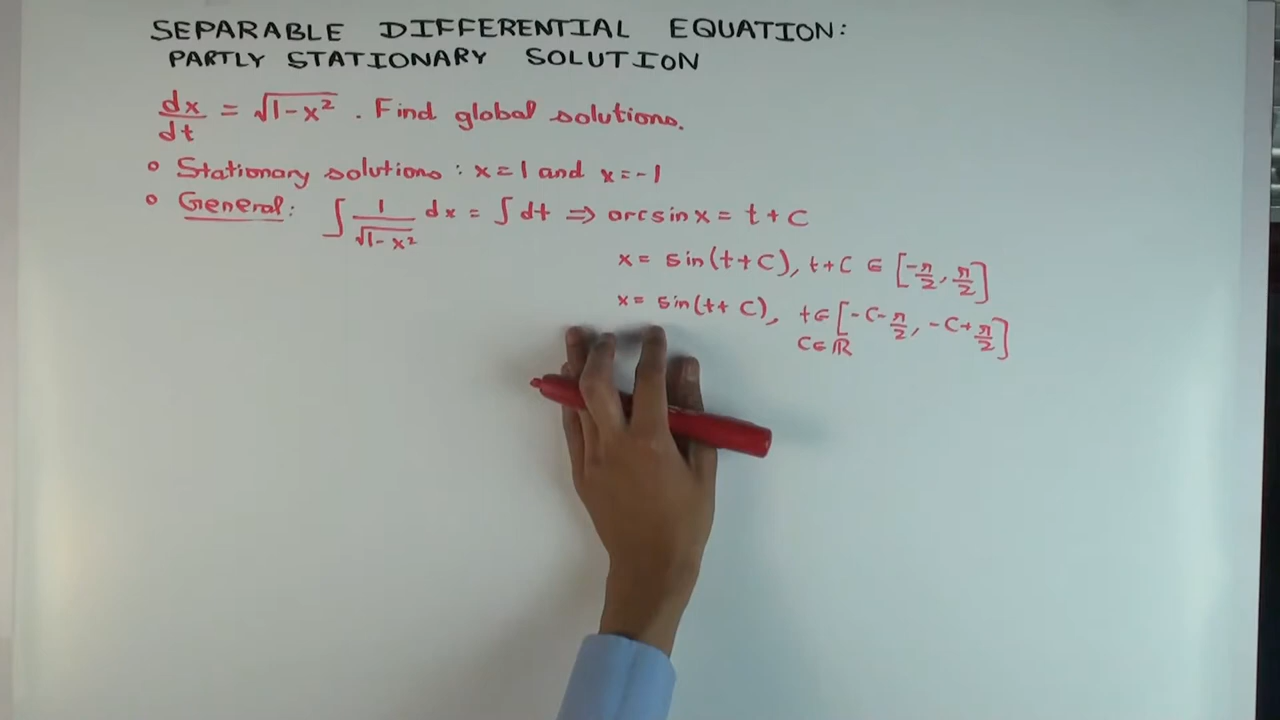 SEPARABLE DIFFERENTIAL EQUATION:
PARTLY STATIONARY SOLUTION
dx/dt = √(1-x²). Find global solutions.
∘ Stationary solutions: x=1 and x=-1
∘ General: ∫ 1/√(1-x²) dx = ∫ dt ⇒ arcsin x = t + C
x = sin(t+C), t+C ∈ [-π/2, π/2]
x = sin(t+C), t∈ [-C-π/2, -C+π/2]
C∈ℝ